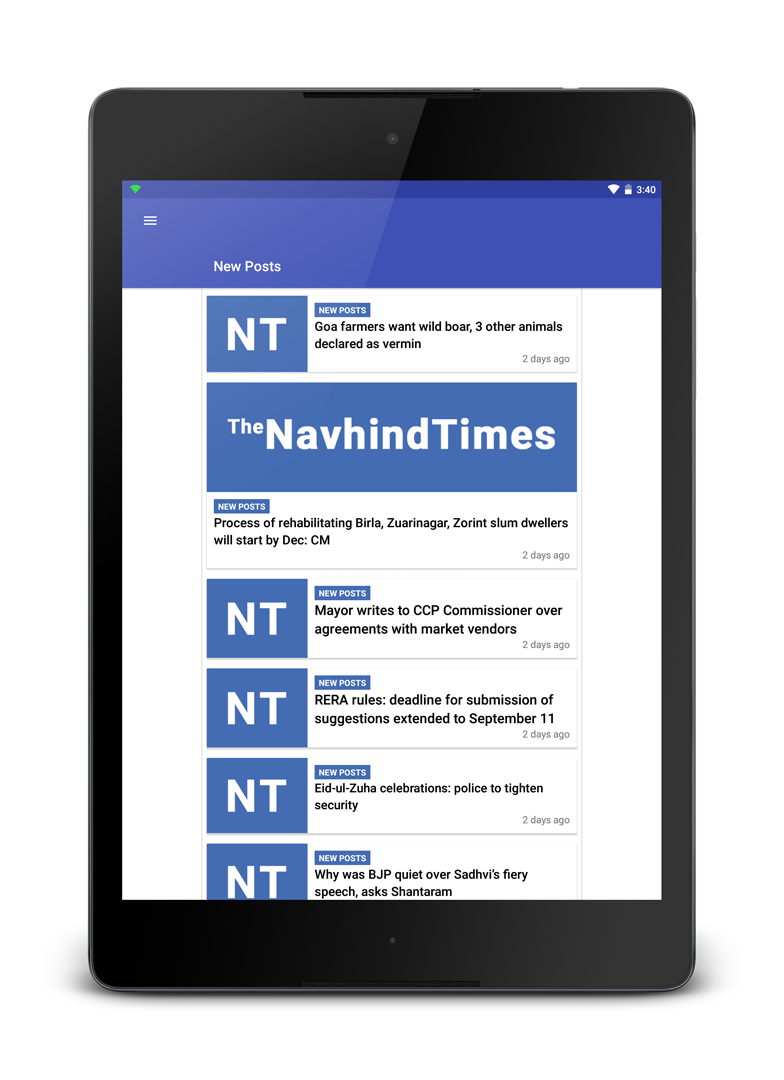 3:40
New Posts
NT
NEW POSTS
Goa farmers want wild boar, 3 other animals
declared as vermin
2 days ago
The NavhindTimes
NEW POSTS
Process of rehabilitating Birla, Zuarinagar, Zorint slum dwellers
will start by Dec: CM
2 days ago
NT
NEW POSTS
Mayor writes to CCP Commissioner over
agreements with market vendors
2 days ago
NT
NEW POSTS
RERA rules: deadline for submission of
suggestions extended to September 11
2 days ago
NT
NEW POSTS
Eid-ul-Zuha celebrations: police to tighten
security
2 days ago
NT
NEW POSTS
Why was BJP quiet over Sadhvi’s fiery
speech, asks Shantaram